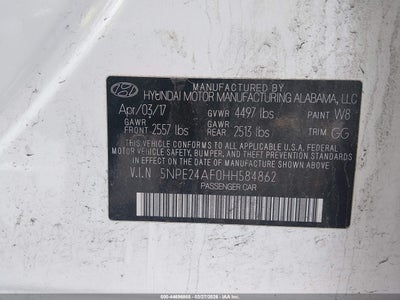 MANUFACTURED BY
HYUNDAI MOTOR MANUFACTURING ALABAMA, LLC
Apr/03/17 GVWR 4497 lbs PAINT W8
GAWR FRONT 2557 lbs GAWR REAR 2513 lbs TRIM GG
THIS VEHICLE CONFORMS TO ALL APPLICABLE U.S.A. FEDERAL
MOTOR VEHICLE SAFETY, BUMPER, AND THEFT PREVENTION
STANDARDS IN EFFECT ON THE DATE OF MANUFACTURE SHOWN ABOVE.
V.I.N 5NPE24AF0HH584862
PASSENGER CAR